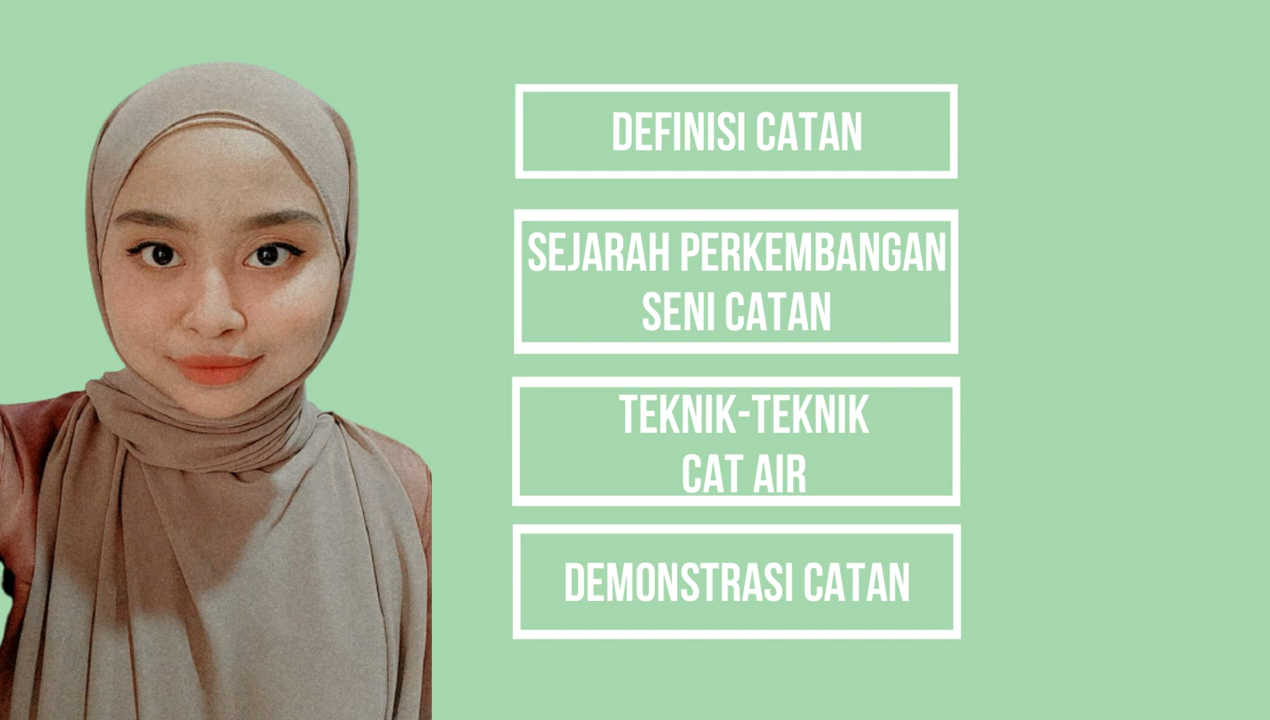 DEFINISI CATAN
SEJARAH PERKEMBANGAN
SENI CATAN
TEKNIK-TEKNIK
CAT AIR
DEMONSTRASI CATAN